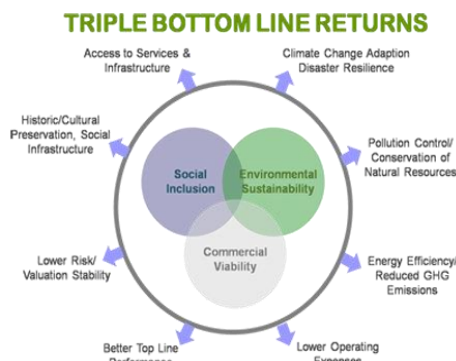 TRIPLE BOTTOM LINE RETURNS
Access to Services &
Infrastructure
Climate Change Adaption
Disaster Resilience
Historic/Cultural
Preservation, Social
Infrastructure
Pollution Control/
Conservation of
Natural Resources
Social
Inclusion
Environmental
Sustainability
Commercial
Viability
Lower Risk/
Valuation Stability
Energy Efficiency/
Reduced GHG
Emissions
Better Top Line
Performance
Lower Operating
Expenses